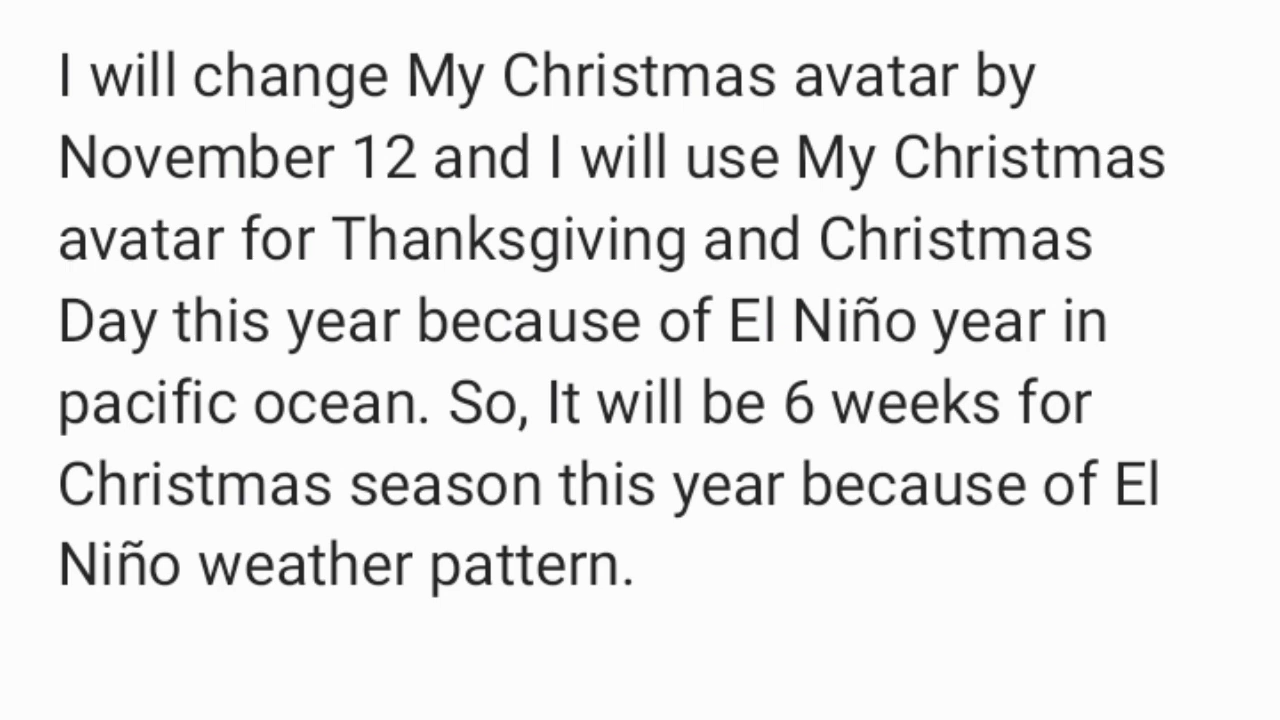 I will change My Christmas avatar by
November 12 and I will use My Christmas
avatar for Thanksgiving and Christmas
Day this year because of El Niño year in
pacific ocean. So, It will be 6 weeks for
Christmas season this year because of El
Niño weather pattern.